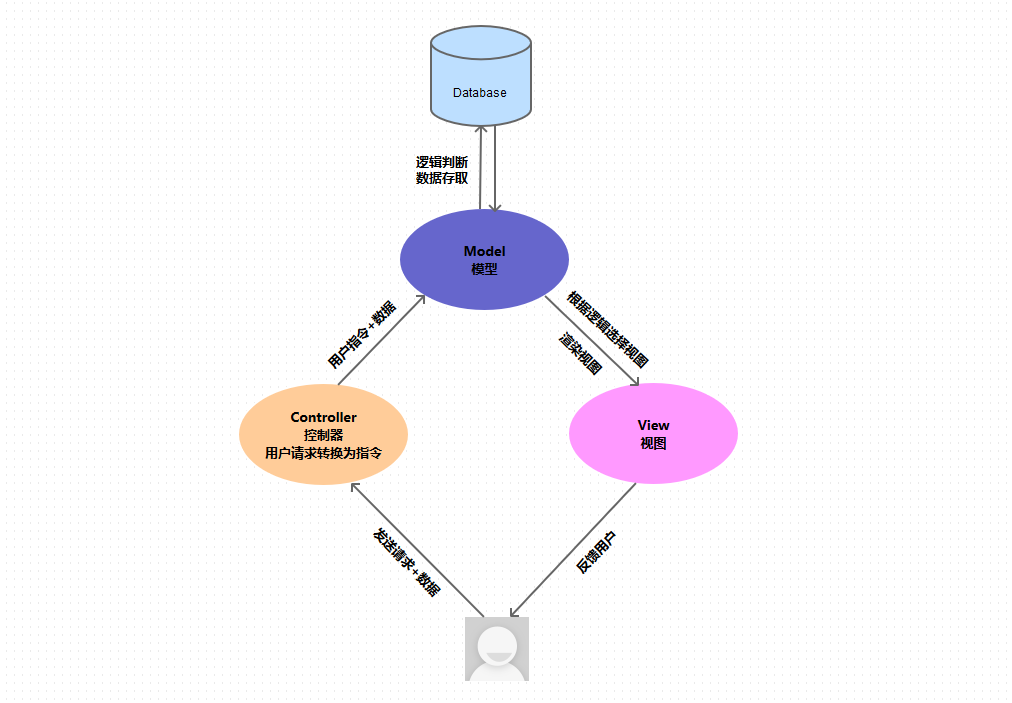 Database
逻辑判断
数据存取
Model
模型
用户指令+数据
根据逻辑选择视图
渲染视图
Controller
控制器
用户请求转换为指令
View
视图
发送请求+数据
反馈用户